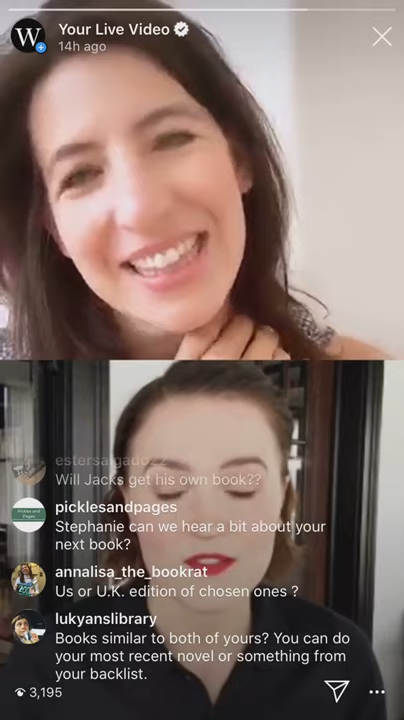 W
Your Live Video
14h ago
estersalgado22
Will Jacks get his own book??
picklesandpages
Stephanie can we hear a bit about your
next book?
annalisa_the_bookrat
Us or U.K. edition of chosen ones ?
lukyanslibrary
Books similar to both of yours? You can do
your most recent novel or something from
your backlist.
3,195